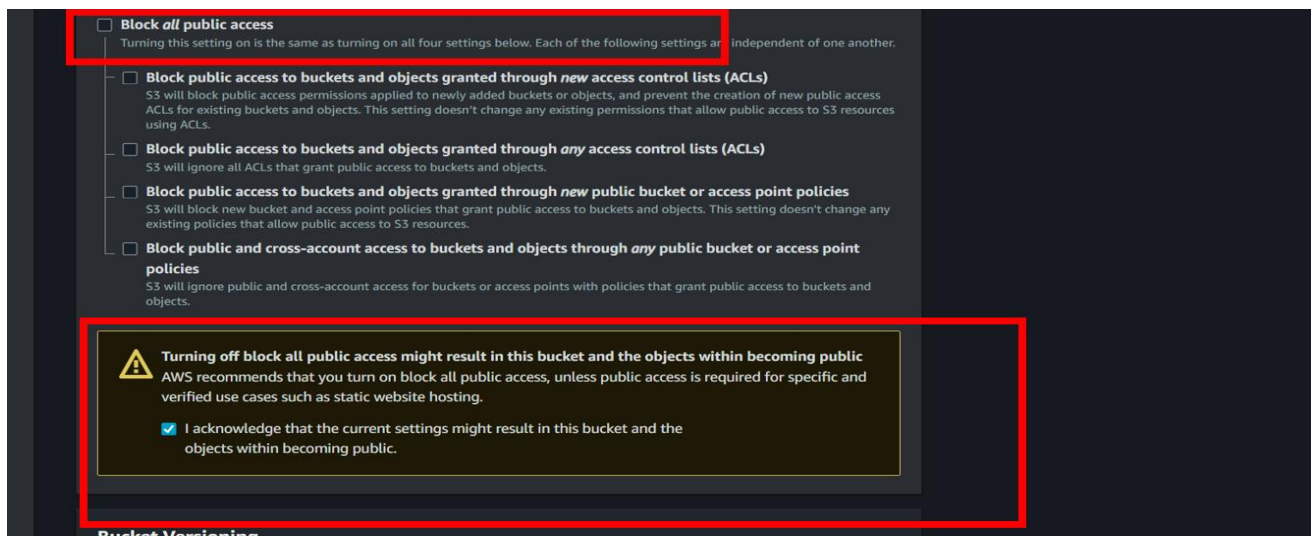 Block all public access
Turning this setting on is the same as turning on all four settings below. Each of the following settings are independent of one another.
Block public access to buckets and objects granted through new access control lists (ACLs)
S3 will block public access permissions applied to newly added buckets or objects, and prevent the creation of new public access
ACLs for existing buckets and objects. This setting doesn't change any existing permissions that allow public access to S3 resources
using ACLs.
Block public access to buckets and objects granted through any access control lists (ACLs)
S3 will ignore all ACLs that grant public access to buckets and objects.
Block public access to buckets and objects granted through new public bucket or access point policies
S3 will block new bucket and access point policies that grant public access to buckets and objects. This setting doesn't change any
existing policies that allow public access to S3 resources.
Block public and cross-account access to buckets and objects through any public bucket or access point
policies
S3 will ignore public and cross-account access for buckets or access points with policies that grant public access to buckets and
objects.
Turning off block all public access might result in this bucket and the objects within becoming public
AWS recommends that you turn on block all public access, unless public access is required for specific and
verified use cases such as static website hosting.
I acknowledge that the current settings might result in this bucket and the
objects within becoming public.
Bucket Versioning